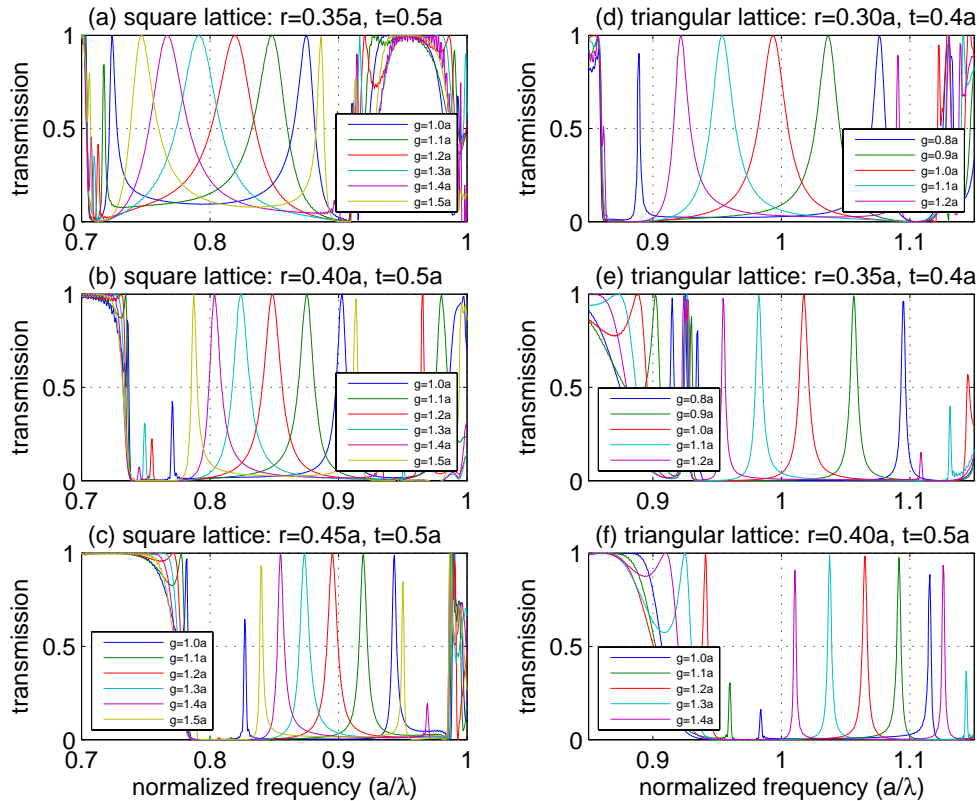 (a) square lattice: r=0.35a, t=0.5a
transmission
1
0.5
0
g=1.0a
g=1.1a
g=1.2a
g=1.3a
g=1.4a
g=1.5a
0.7
0.8
0.9
1
(d) triangular lattice: r=0.30a, t=0.4a
transmission
1
0.5
0
g=0.8a
g=0.9a
g=1.0a
g=1.1a
g=1.2a
0.9
1
1.1
(b) square lattice: r=0.40a, t=0.5a
transmission
1
0.5
0
g=1.0a
g=1.1a
g=1.2a
g=1.3a
g=1.4a
g=1.5a
0.7
0.8
0.9
1
(e) triangular lattice: r=0.35a, t=0.4a
transmission
1
0.5
0
g=0.8a
g=0.9a
g=1.0a
g=1.1a
g=1.2a
0.9
1
1.1
(c) square lattice: r=0.45a, t=0.5a
transmission
1
0.5
0
g=1.0a
g=1.1a
g=1.2a
g=1.3a
g=1.4a
g=1.5a
0.7
0.8
0.9
1
normalized frequency (a/λ)
(f) triangular lattice: r=0.40a, t=0.5a
transmission
1
0.5
0
g=1.0a
g=1.1a
g=1.2a
g=1.3a
g=1.4a
0.9
1
1.1
normalized frequency (a/λ)